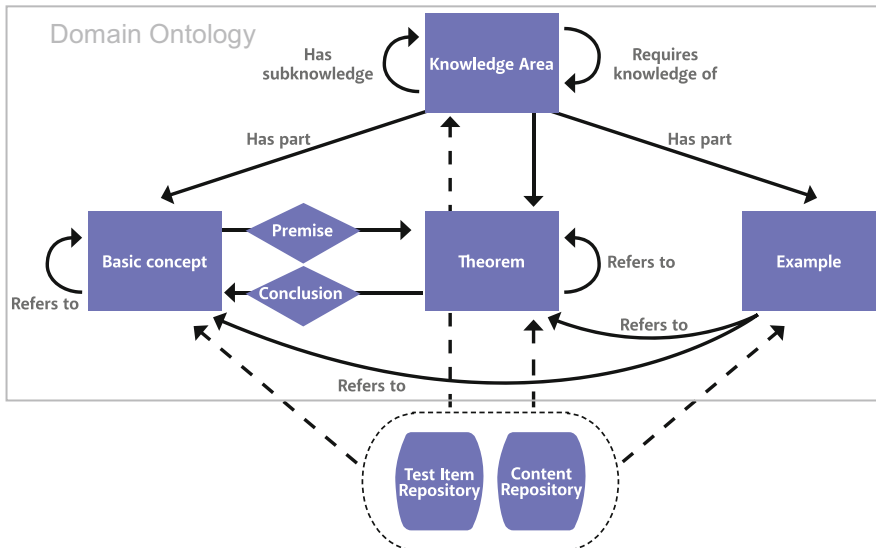 Domain Ontology
Has
subknowledge
Knowledge Area
Requires
knowledge of
Has part
Has part
Basic concept
Premise
Theorem
Example
Refers to
Conclusion
Refers to
Refers to
Refers to
Test Item
Repository
Content
Repository